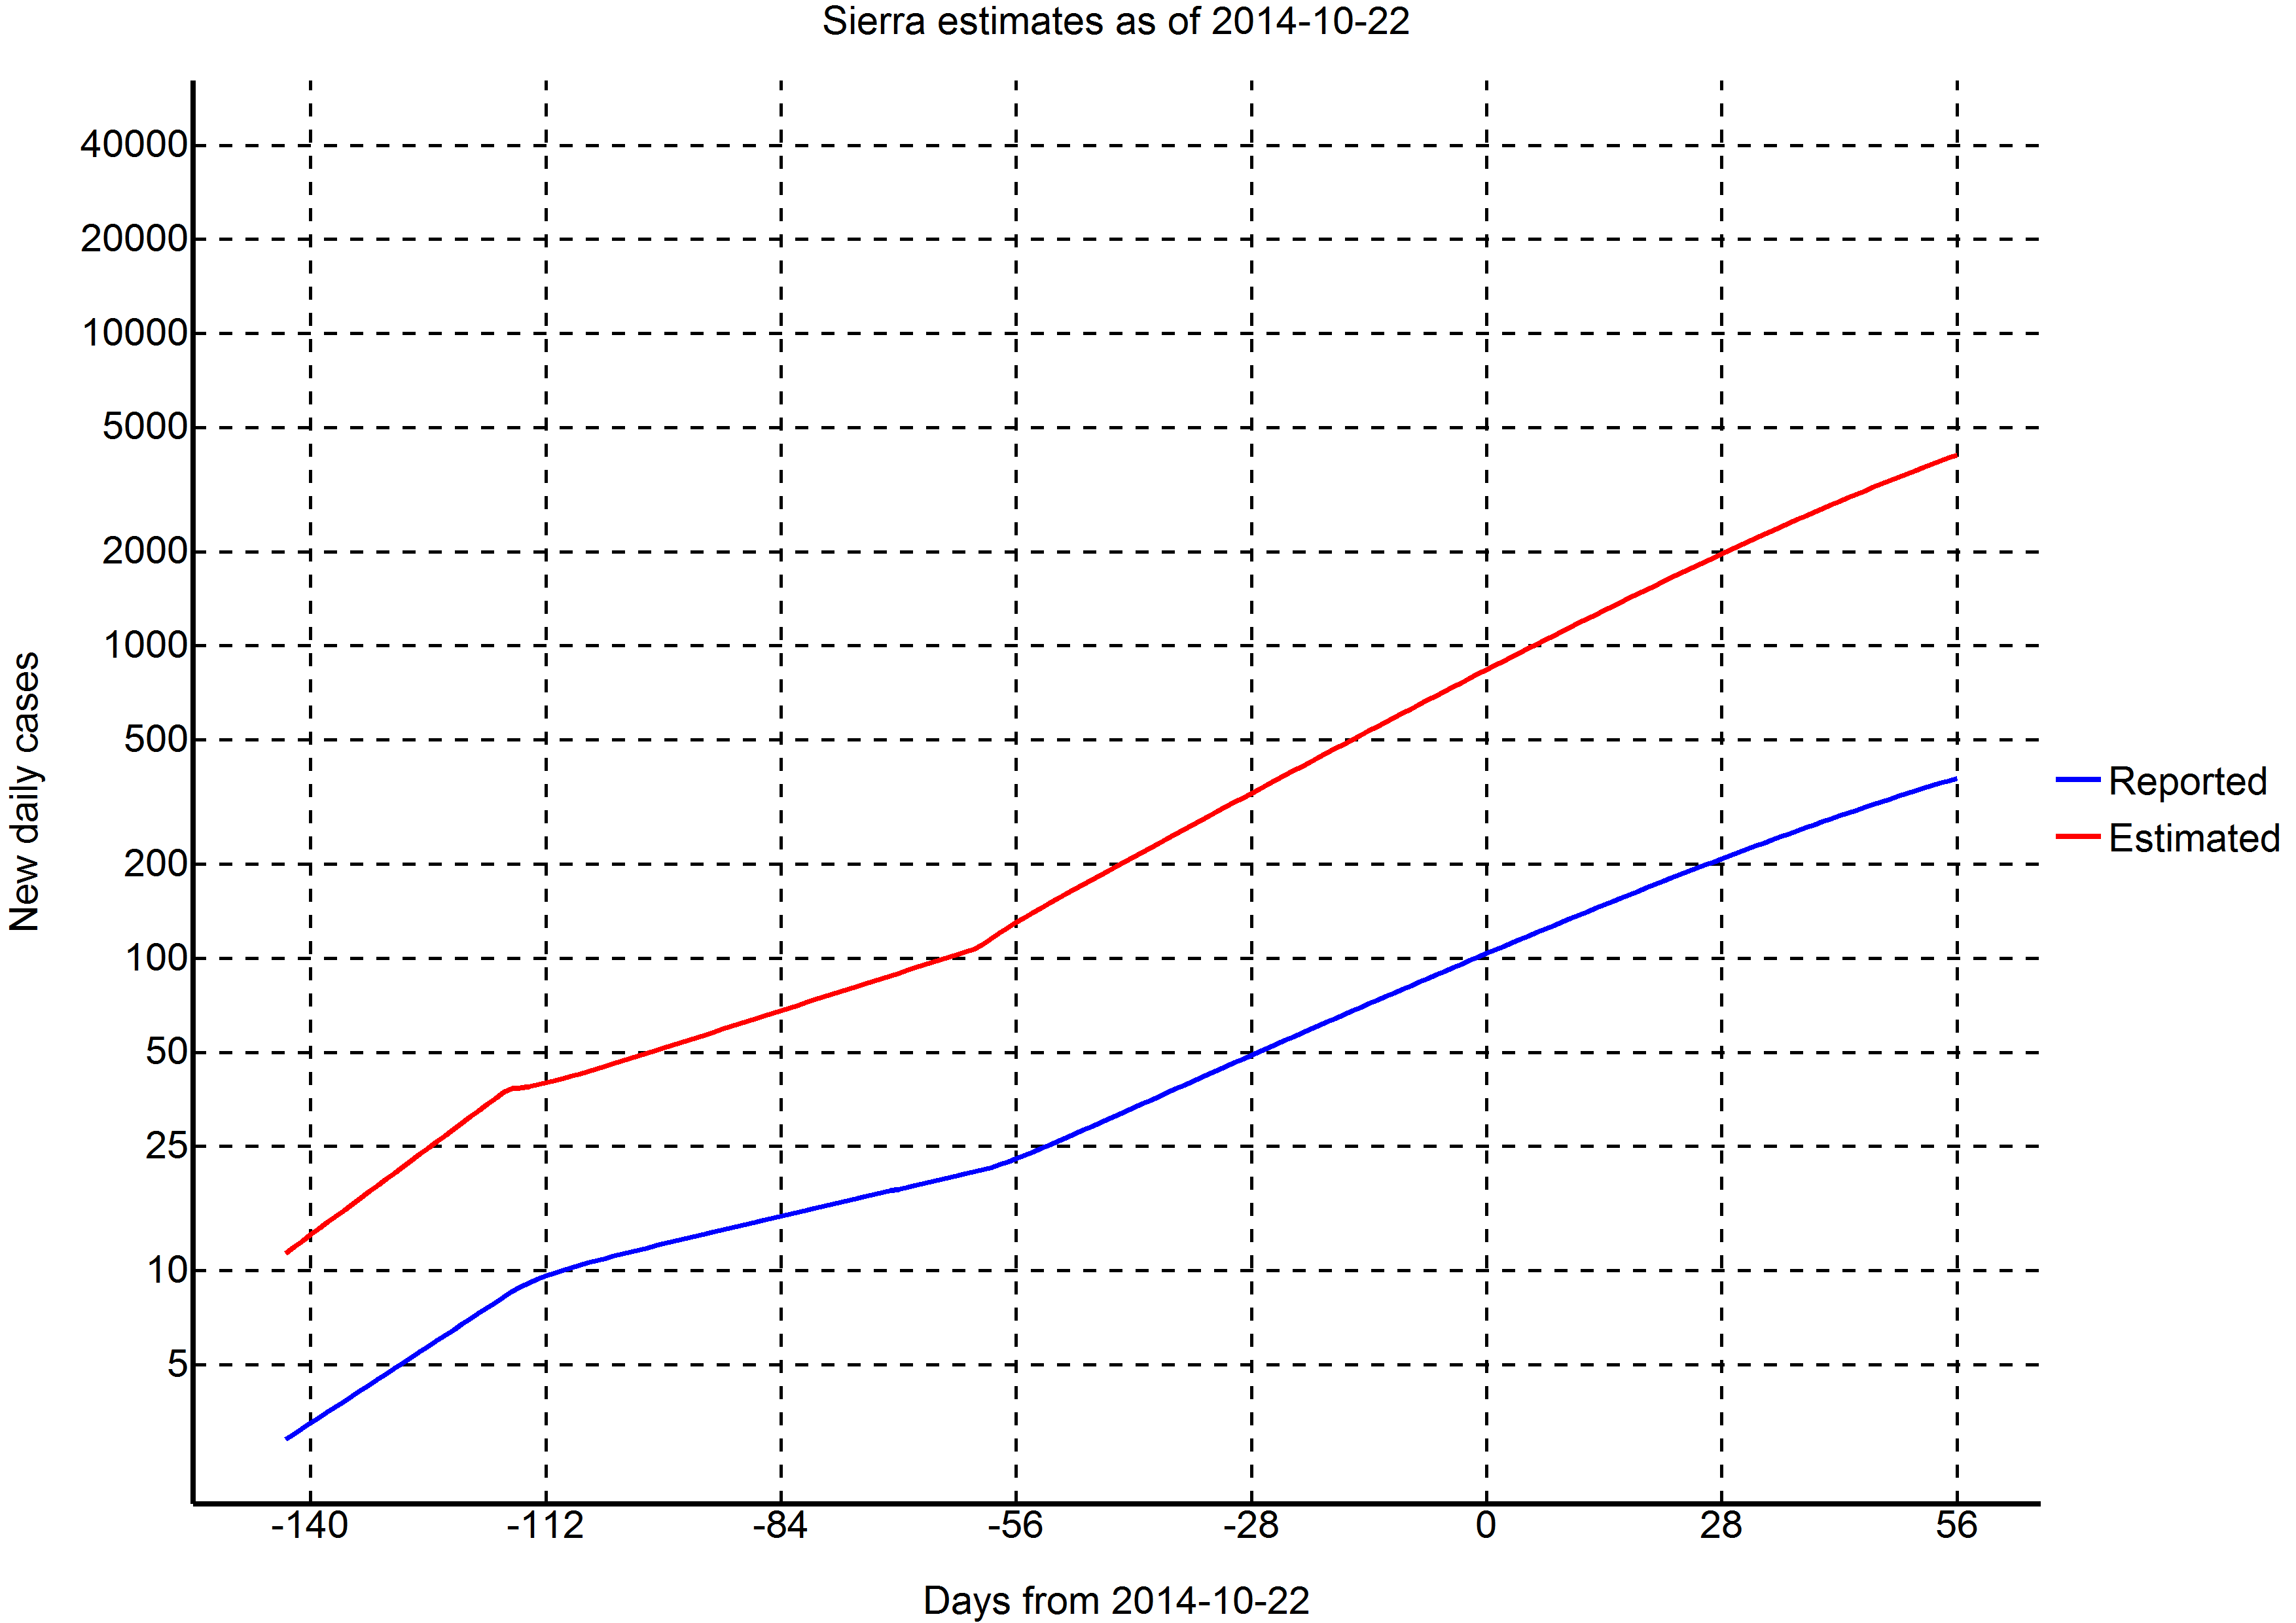 Sierra estimates as of 2014-10-22
40000
20000
10000
5000
2000
1000
500
200
100
50
25
10
5
New daily cases
Reported
Estimated
-140 -112 -84 -56 -28 0 28 56
Days from 2014-10-22